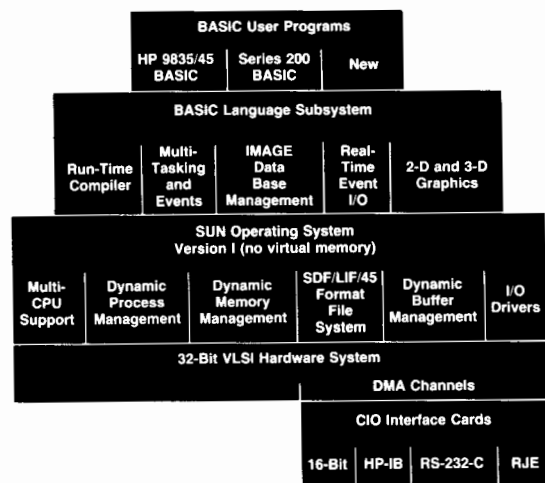 BASIC User Programs
HP 9835/45
BASIC
Series 200
BASIC
New
BASIC Language Subsystem
Run-Time
Compiler
Multi-
Tasking
and
Events
IMAGE
Data
Base
Management
Real-
Time
Event
I/O
2-D and 3-D
Graphics
SUN Operating System
Version I (no virtual memory)
Multi-
CPU
Support
Dynamic
Process
Management
Dynamic
Memory
Management
SDF/LIF/45
Format
File
System
Dynamic
Buffer
Management
I/O
Drivers
32-Bit VLSI Hardware System
DMA Channels
CIO Interface Cards
16-Bit
HP-IB
RS-232-C
RJE